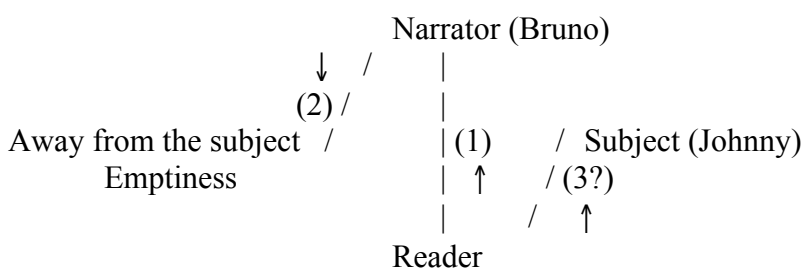 Narrator (Bruno)
↓ / |
(2) / |
Away from the subject / | (1) / Subject (Johnny)
Emptiness | ↑ / (3?)
| / ↑
Reader